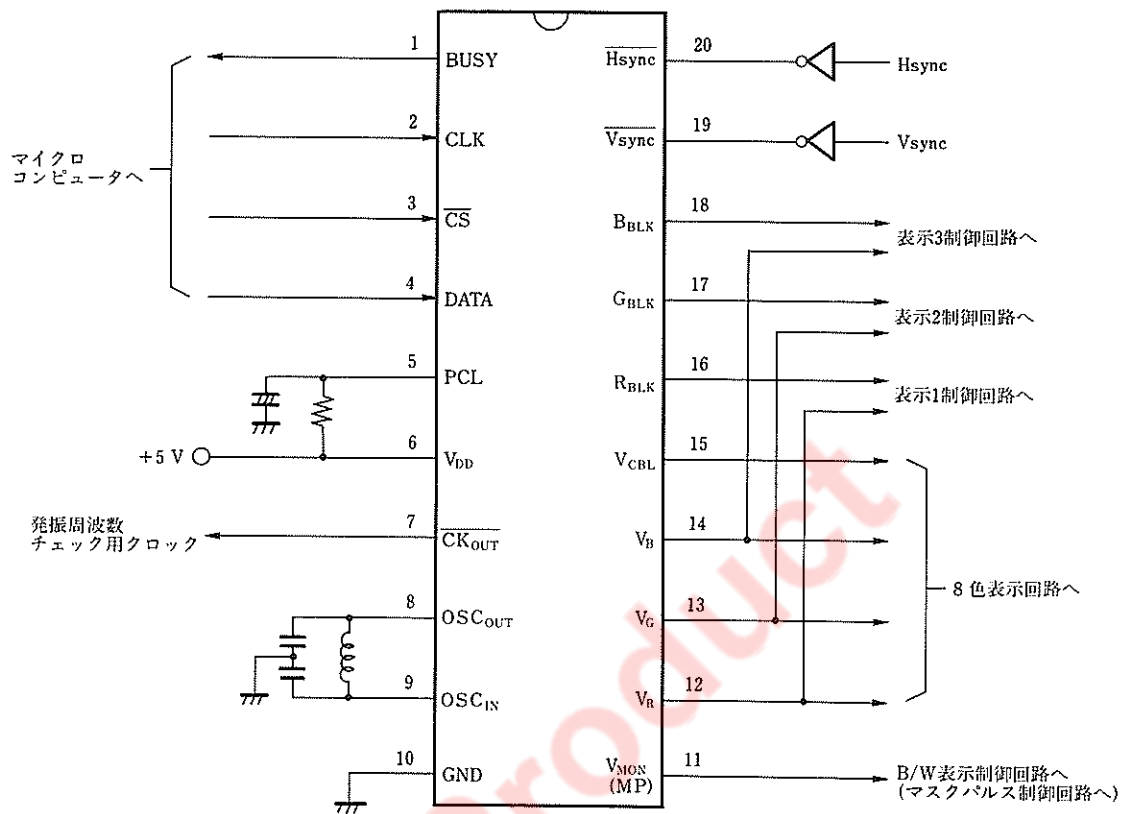 1
BUSY
2
CLK
マイクロ
コンピュータへ
3
CS
4
DATA
5
PCL
+5 V
6
VDD
発振周波数
チェック用クロック
7
CKOUT
8
OSCOUT
9
OSCIN
10
GND
20
Hsync
Hsync
19
Vsync
Vsync
18
BBLK
表示3制御回路へ
17
GBLK
表示2制御回路へ
16
RBLK
表示1制御回路へ
15
VCBL
14
VB
8色表示回路へ
13
VG
12
VR
11
VMON
(MP)
B/W表示制御回路へ
(マスクパルス制御回路へ)
product